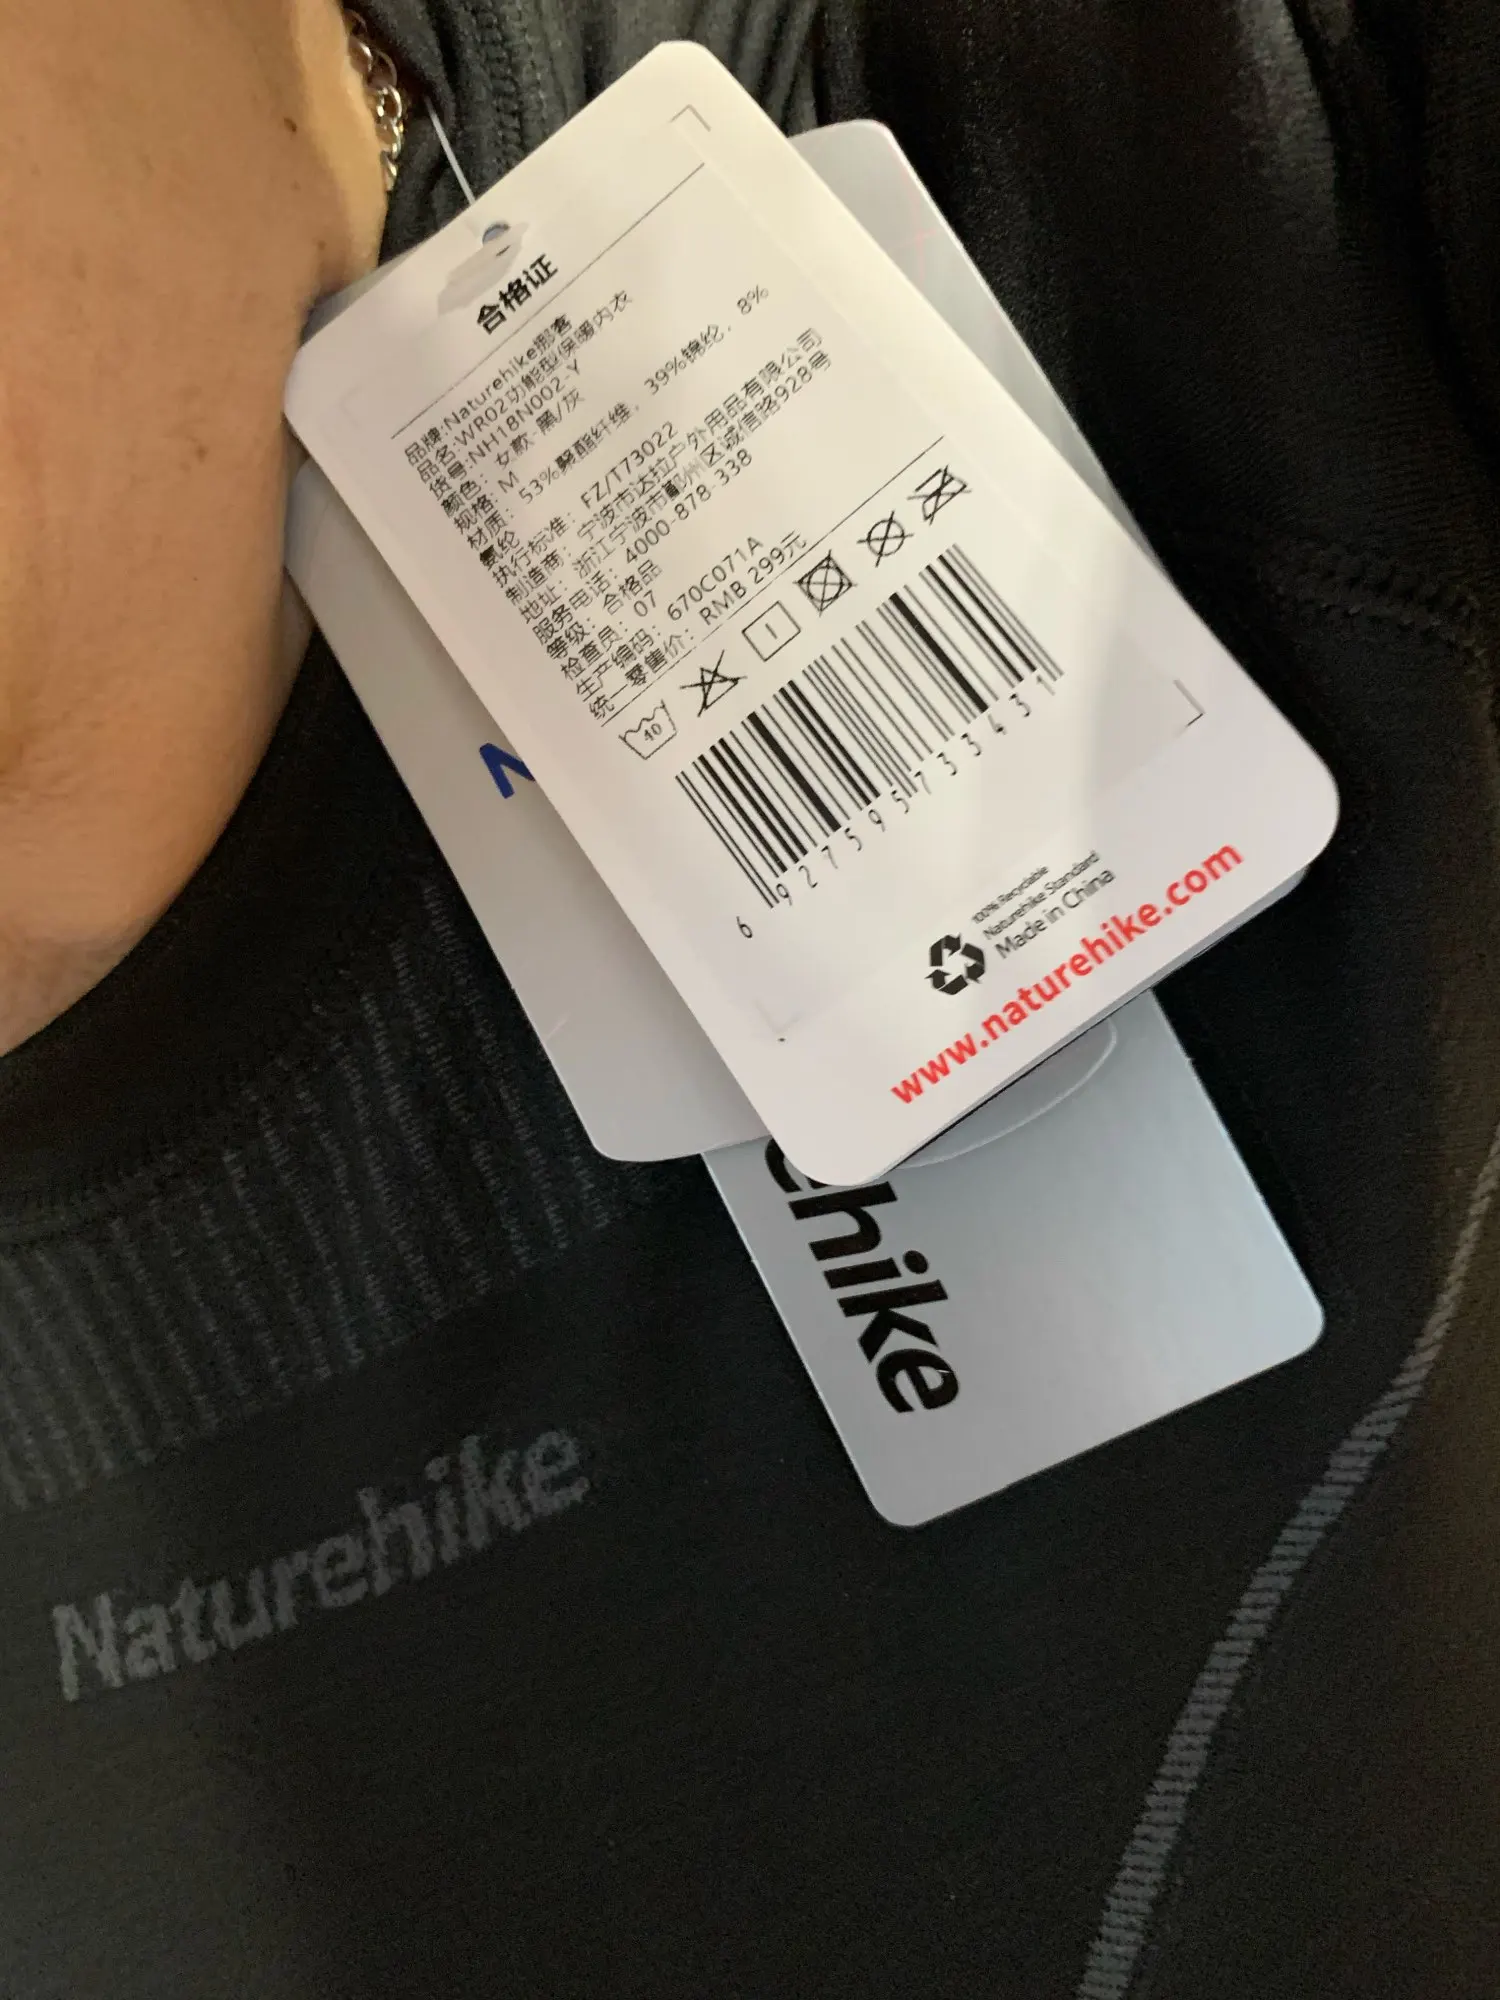 合格证
品牌:Naturehike挪客
品名:WR02功能型保暖内衣
货号:NH18N002-Y
颜色: 女款 黑/灰
规格: M
材质: 53%聚酯纤维, 39%锦纶, 8%
氨纶
执行标准: FZ/T73022
制造商: 宁波市达拉户外用品有限公司
地址: 浙江宁波市鄞州区诚信路928号
服务电话: 4000-878-338
等级: 合格品
检查员: 07
生产编码: 670C071A
统一零售价: RMB 299元
40
I
6 927595 733431
100% Recyclable
Naturehike Standard
Made in China
www.naturehike.com
N
ehike
Naturehike